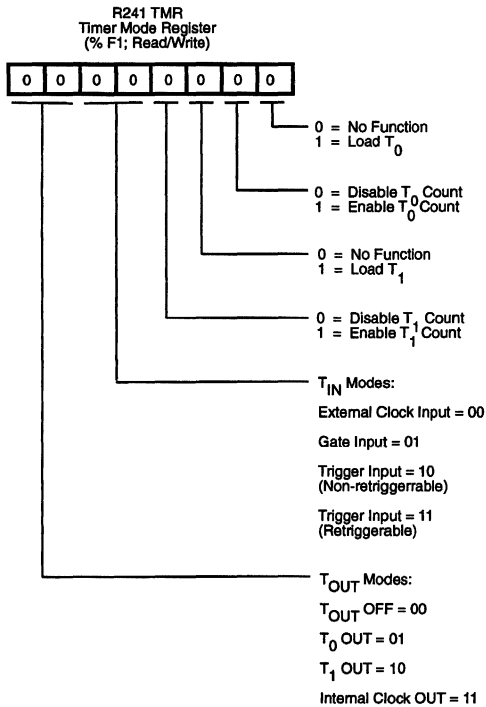 R241 TMR
Timer Mode Register
(% F1; Read/Write)
0 0 0 0 0 0 0 0
0 = No Function
1 = Load T0
0 = Disable T0 Count
1 = Enable T0 Count
0 = No Function
1 = Load T1
0 = Disable T1 Count
1 = Enable T1 Count
TIN Modes:
External Clock Input = 00
Gate Input = 01
Trigger Input = 10
(Non-retriggerrable)
Trigger Input = 11
(Retriggerable)
TOUT Modes:
TOUT OFF = 00
T0 OUT = 01
T1 OUT = 10
Internal Clock OUT = 11